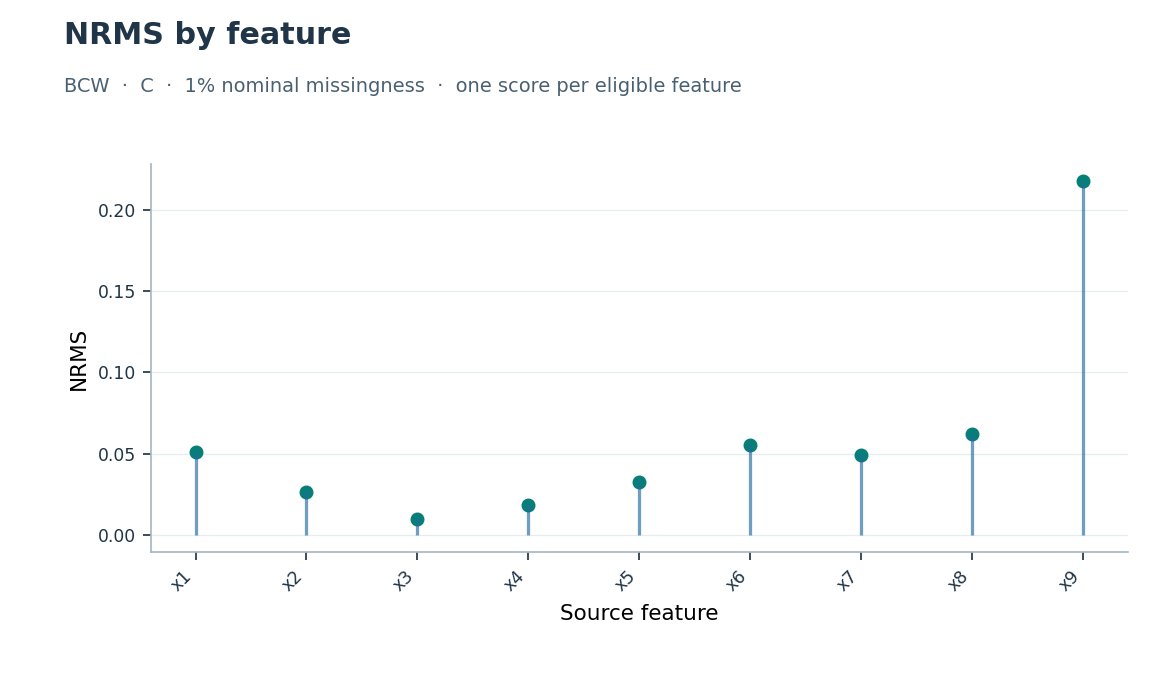 NRMS by feature
BCW · C · 1% nominal missingness · one score per eligible feature
NRMS
0.20
0.15
0.10
0.05
0.00
x1 x2 x3 x4 x5 x6 x7 x8 x9
Source feature